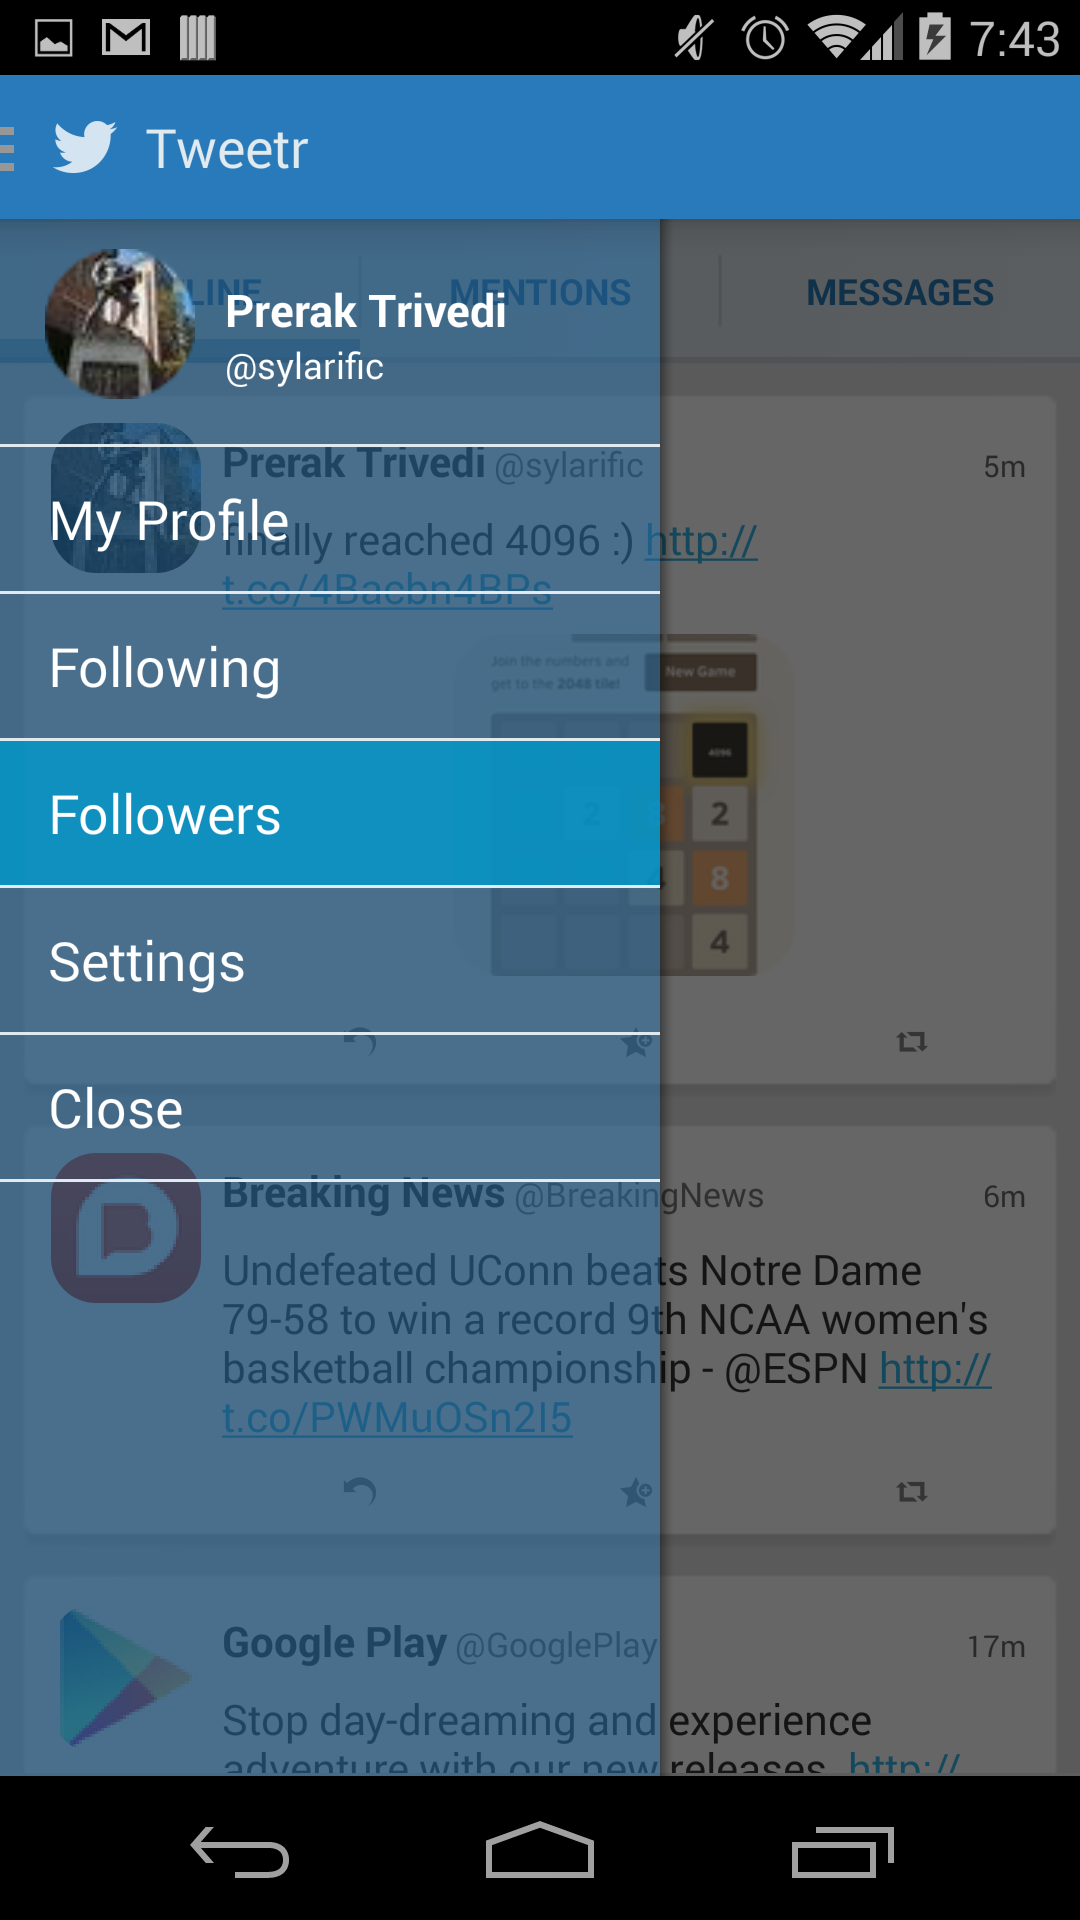 7:43
Tweetr
LINE MENTIONS MESSAGES
Prerak Trivedi
@sylarific
Prerak Trivedi @sylarific 5m
My Profile
finally reached 4096 :) http://
t.co/4Bacbn4BPs
Following
Join the numbers and
get to the 2048 tile!
New Game
4096
Followers
2 8 2
4 8
4
Settings
Close
Breaking News @BreakingNews 6m
Undefeated UConn beats Notre Dame
79-58 to win a record 9th NCAA women's
basketball championship - @ESPN http://
t.co/PWMuOSn2I5
Google Play @GooglePlay 17m
Stop day-dreaming and experience
adventure with our new releases. http://